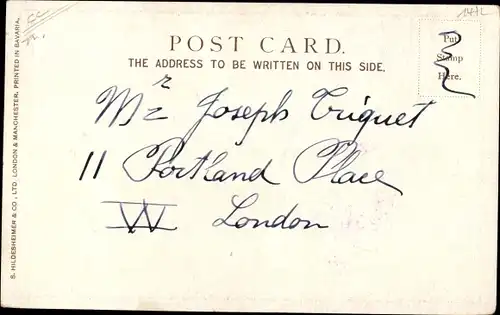 POST CARD.
THE ADDRESS TO BE WRITTEN ON THIS SIDE.
Put
Stamp
Here.
Mr Joseph Triquet
11 Portland Place
W London
S. HILDESHEIMER & CO., LTD. LONDON & MANCHESTER. PRINTED IN BAVARIA.